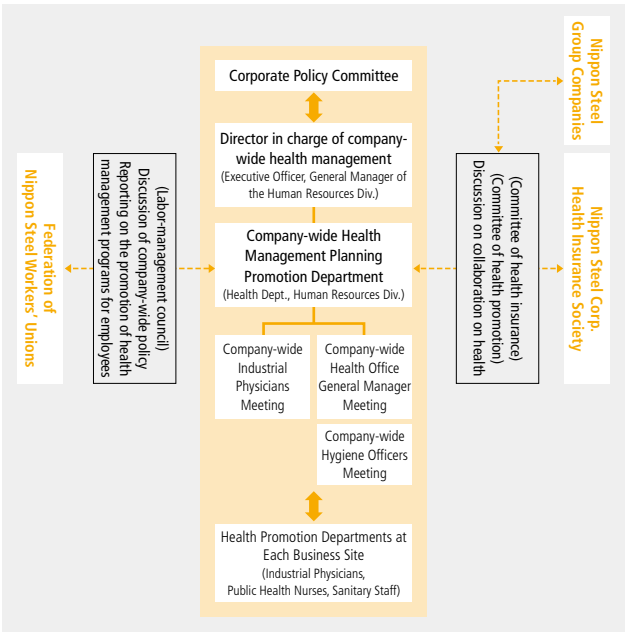 Corporate Policy Committee
Director in charge of company-
wide health management
(Executive Officer, General Manager of
the Human Resources Div.)
Company-wide Health
Management Planning
Promotion Department
(Health Dept., Human Resources Div.)
Company-wide
Industrial
Physicians
Meeting
Company-wide
Health Office
General Manager
Meeting
Company-wide
Hygiene Officers
Meeting
Health Promotion Departments at
Each Business Site
(Industrial Physicians,
Public Health Nurses, Sanitary Staff)
Federation of
Nippon Steel Workers' Unions
(Labor-management council)
Discussion of company-wide policy
Reporting on the promotion of health
management programs for employees
(Committee of health insurance)
(Committee of health promotion)
Discussion on collaboration on health
Nippon Steel
Group Companies
Nippon Steel Corp.
Health Insurance Society